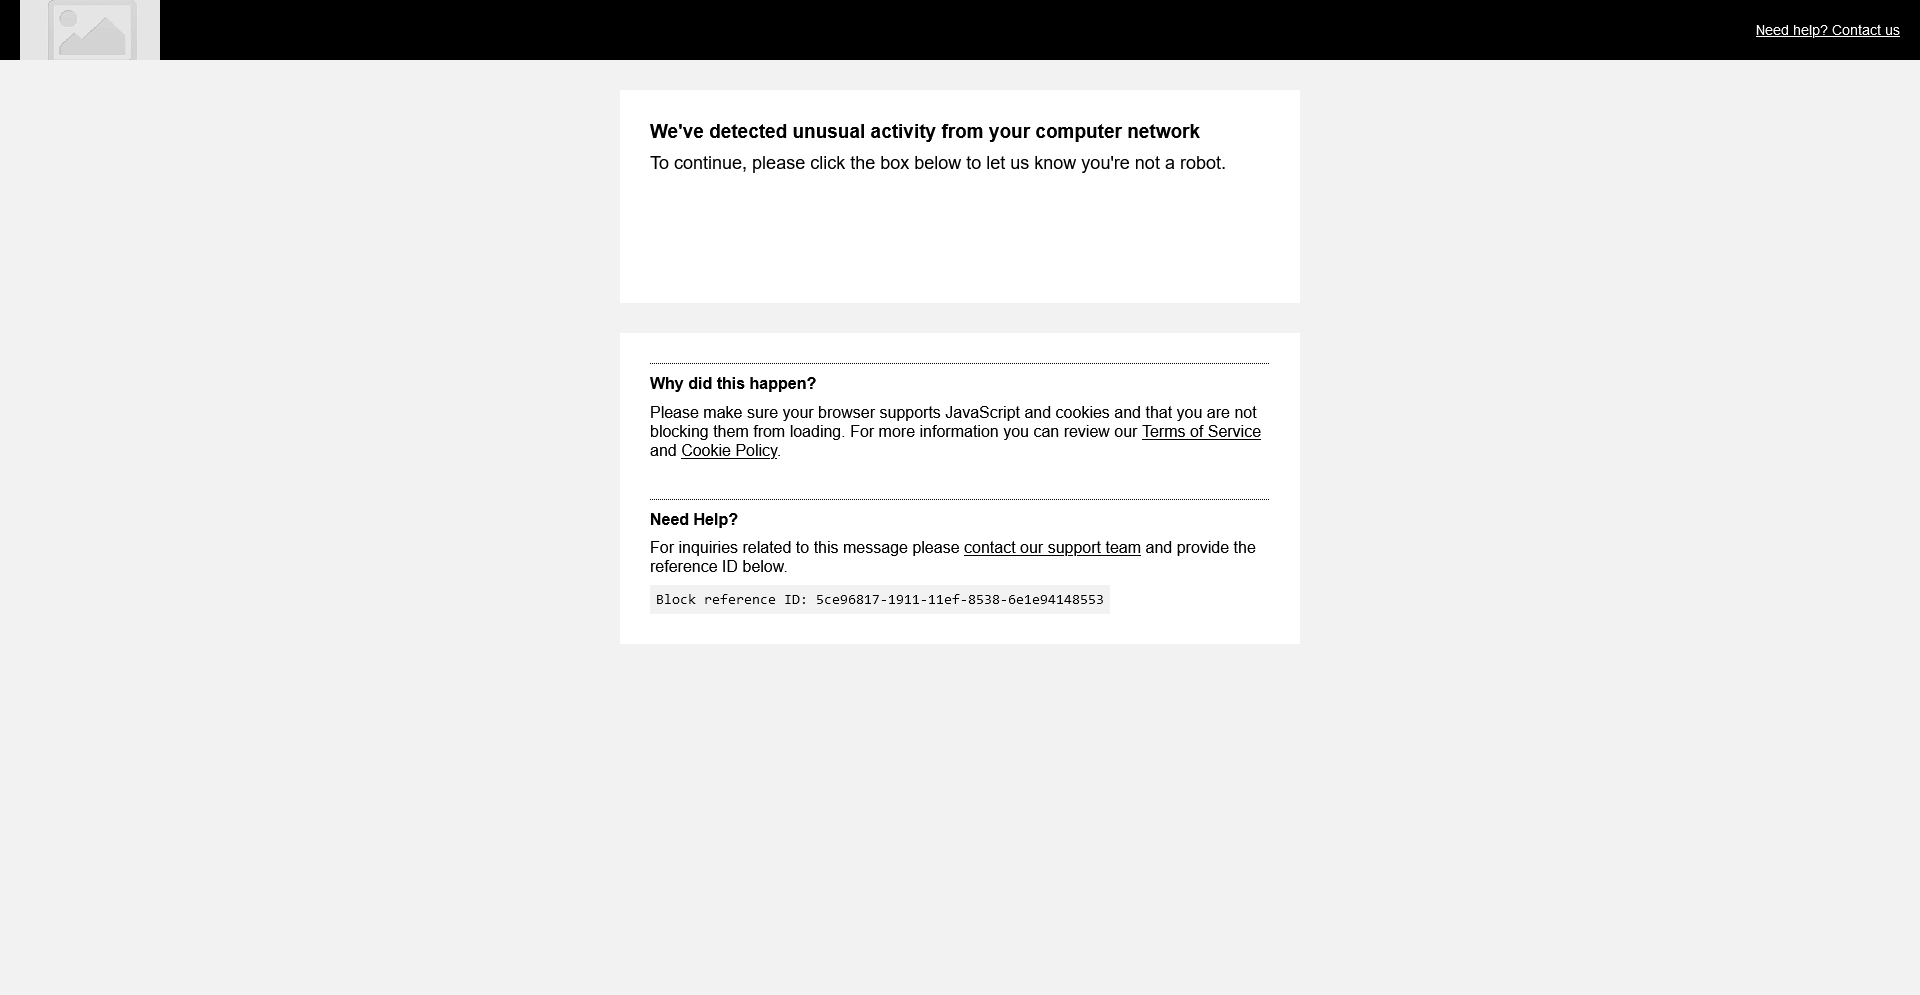 Need help? Contact us
We've detected unusual activity from your computer network
To continue, please click the box below to let us know you're not a robot.
Why did this happen?
Please make sure your browser supports JavaScript and cookies and that you are not
blocking them from loading. For more information you can review our Terms of Service
and Cookie Policy.
Need Help?
For inquiries related to this message please contact our support team and provide the
reference ID below.
Block reference ID: 5ce96817-1911-11ef-8538-6e1e94148553